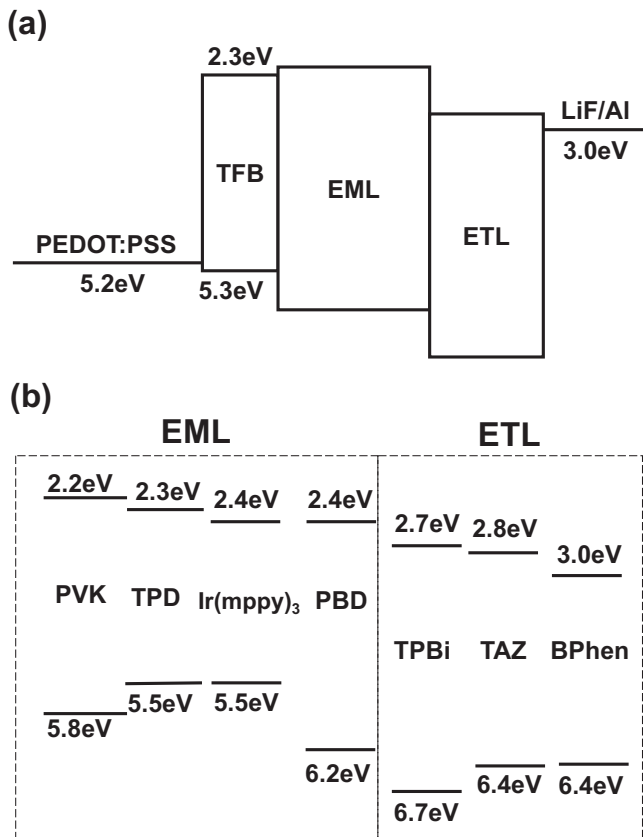 (a)
2.3eV
LiF/Al
TFB
EML
3.0eV
PEDOT:PSS
ETL
5.2eV
5.3eV
(b)
EML
ETL
2.2eV
2.3eV
2.4eV
2.4eV
2.7eV
2.8eV
3.0eV
PVK
TPD
Ir(mppy)₃
PBD
TPBi
TAZ
BPhen
5.8eV
5.5eV
5.5eV
6.2eV
6.7eV
6.4eV
6.4eV